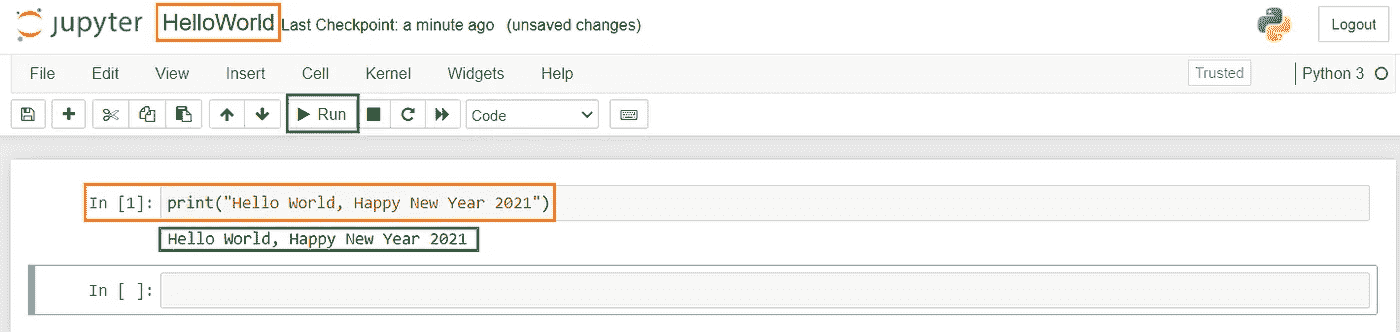 jupyter HelloWorld Last Checkpoint: a minute ago (unsaved changes) Logout
File Edit View Insert Cell Kernel Widgets Help Trusted Python 3
Run Code
In [1]: print("Hello World, Happy New Year 2021")
Hello World, Happy New Year 2021
In [ ]: